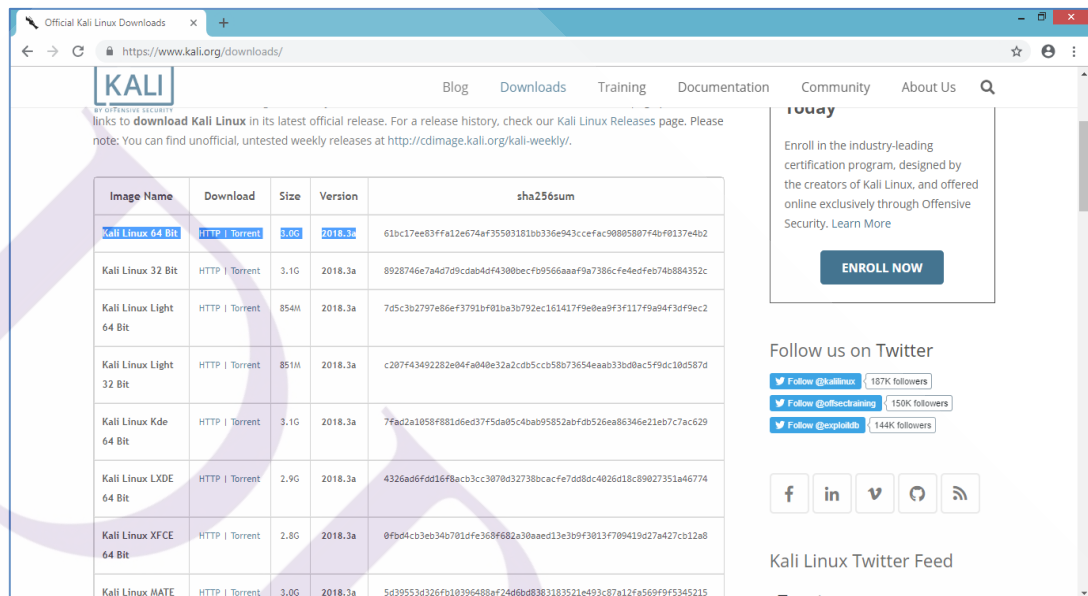 Official Kali Linux Downloads
https://www.kali.org/downloads/
KALI
BY OFFENSIVE SECURITY
Blog Downloads Training Documentation Community About Us
links to download Kali Linux in its latest official release. For a release history, check our Kali Linux Releases page. Please
note: You can find unofficial, untested weekly releases at http://cdimage.kali.org/kali-weekly/.
Image Name Download Size Version sha256sum
Kali Linux 64 Bit HTTP | Torrent 3.0G 2018.3a 61bc17ee83ffa12e674af35503181bb336e943ccefac90805807f4bf0137e4b2
Kali Linux 32 Bit HTTP | Torrent 3.1G 2018.3a 8928746e7a4d7d9cdab4df4300becfb9566aaaf9a7386cfe4edfeb74b884352c
Kali Linux Light HTTP | Torrent 854M 2018.3a 7d5c3b2797e86ef3791bf01ba3b792ec161417f9e0ea9f3f117f9a94f3df9ec2
64 Bit
Kali Linux Light HTTP | Torrent 851M 2018.3a c207f43492282e04fa040e32a2cdb5ccb58b73654eaab33bd0ac5f9dc10d587d
32 Bit
Kali Linux Kde HTTP | Torrent 3.1G 2018.3a 7fad2a1058f881d6ed37f5da05c4bab95852abfdb526ea86346e21eb7c7ac629
64 Bit
Kali Linux LXDE HTTP | Torrent 2.9G 2018.3a 4326ad6fdd16f8acb3cc3070d32738bcacfe7dd8dc4026d18c89027351a46774
64 Bit
Kali Linux XFCE HTTP | Torrent 2.8G 2018.3a 0fbd4cb3eb34b701dfe368f682a30aaed13e3b9f3013f709419d27a427cb12a8
64 Bit
Kali Linux MATE HTTP | Torrent 3.0G 2018.3a 5d39553d326fb10396488af24d6bd8383183521e493c87a12fa569f9f5345215
Today
Enroll in the industry-leading
certification program, designed by
the creators of Kali Linux, and offered
online exclusively through Offensive
Security. Learn More
ENROLL NOW
Follow us on Twitter
Follow @kalilinux 187K followers
Follow @offsectraining 150K followers
Follow @exploitdb 144K followers
Kali Linux Twitter Feed